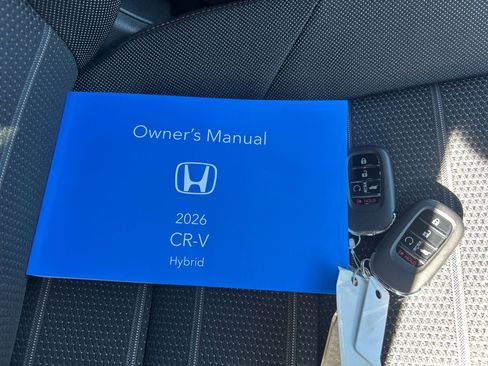 Owner's Manual
2026
CR-V
Hybrid